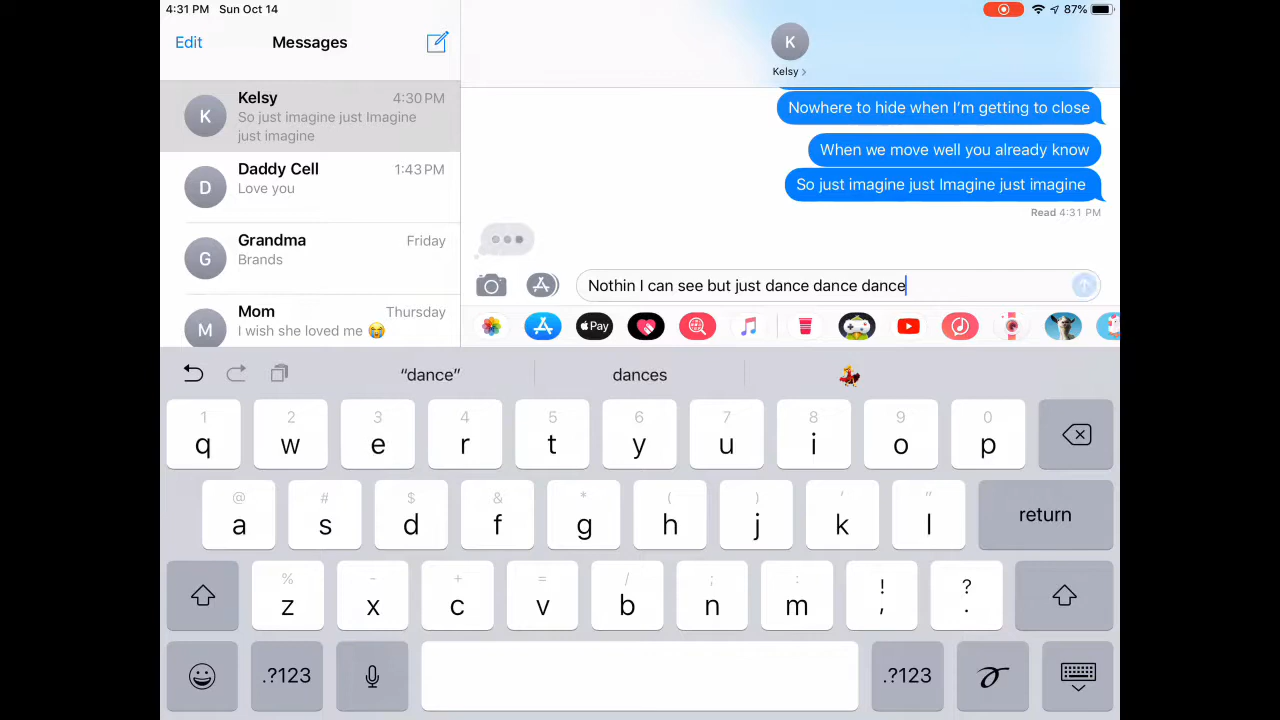 4:31 PM Sun Oct 14
87%
Edit
Messages
K
Kelsy
4:30 PM
So just imagine just Imagine
just imagine
D
Daddy Cell
1:43 PM
Love you
G
Grandma
Friday
Brands
M
Mom
Thursday
I wish she loved me 😭
K
Kelsy >
Nowhere to hide when I'm getting to close
When we move well you already know
So just imagine just Imagine just imagine
Read 4:31 PM
Nothin I can see but just dance dance dance
Pay
"dance"
dances
1 2 3 4 5 6 7 8 9 0
q w e r t y u i o p
@ # $ & * ( ) ' "
a s d f g h j k l
return
% - + = / ; : ! ?
z x c v b n m , .
.?123
.?123